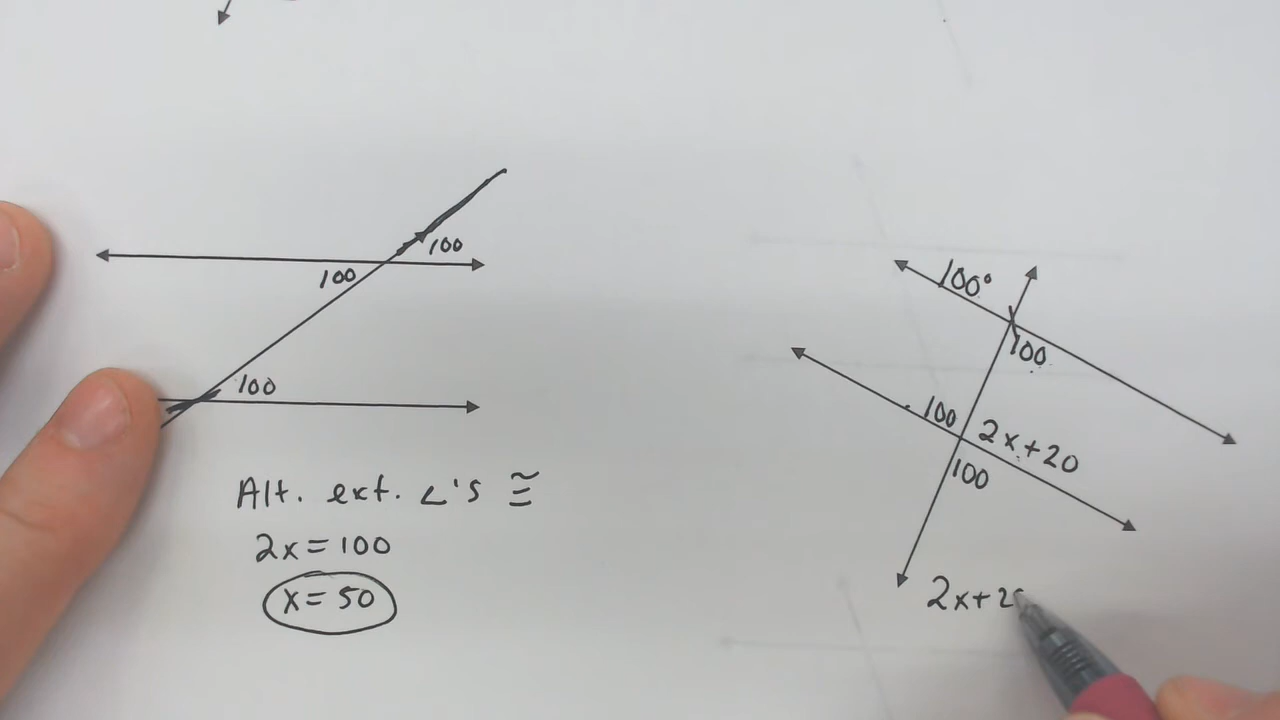 100
100
100
Alt. ext. ∠'s ≅
2x = 100
x = 50
100°
100
100
2x + 20
100
2x + 2